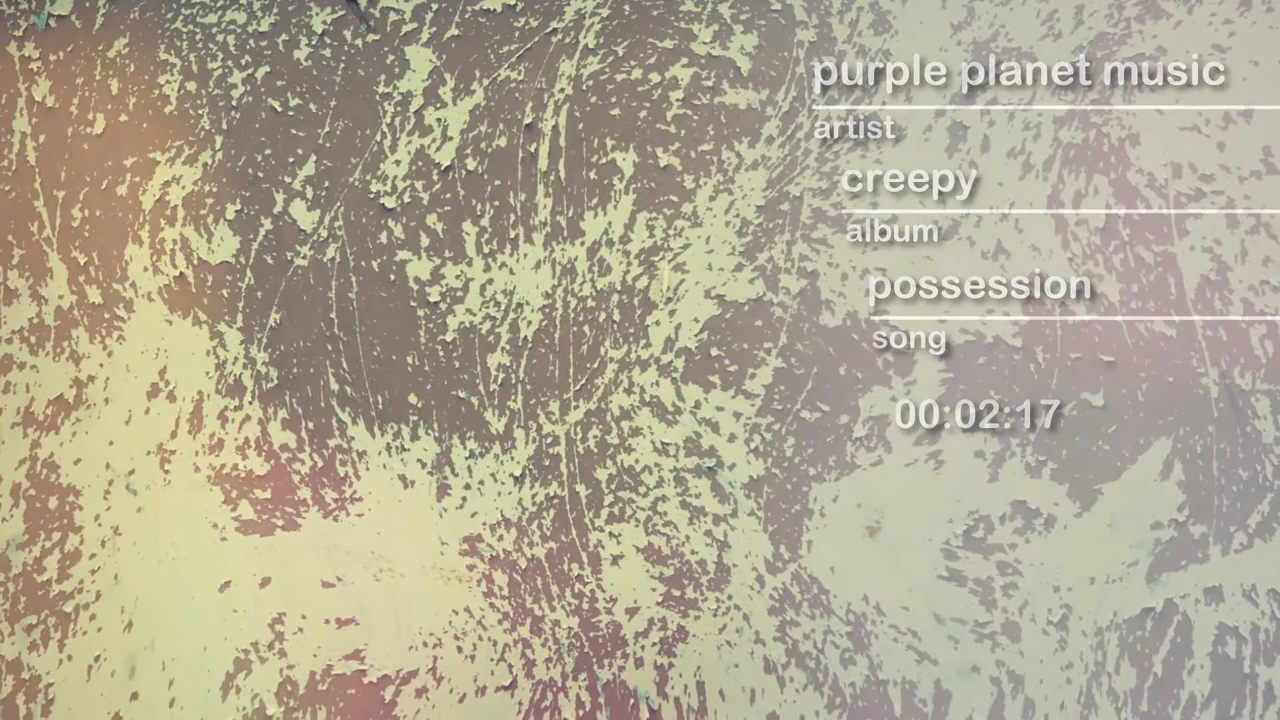 purple planet music
artist
creepy
album
possession
song
00:02:17